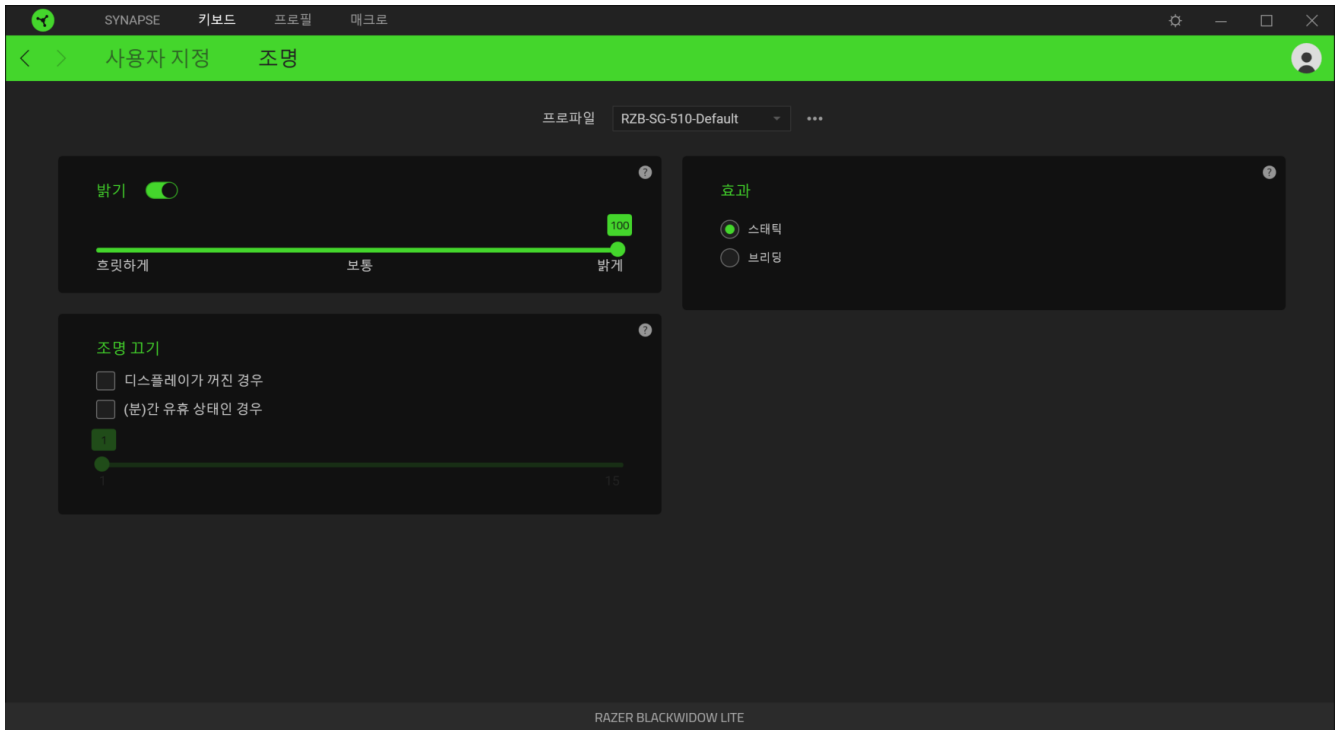 SYNAPSE 키보드 프로필 매크로
사용자 지정 조명
프로파일 RZB-SG-510-Default
밝기
100
흐릿하게 보통 밝게
조명 끄기
디스플레이가 꺼진 경우
(분)간 유휴 상태인 경우
1
1 15
효과
스태틱
브리딩
RAZER BLACKWIDOW LITE